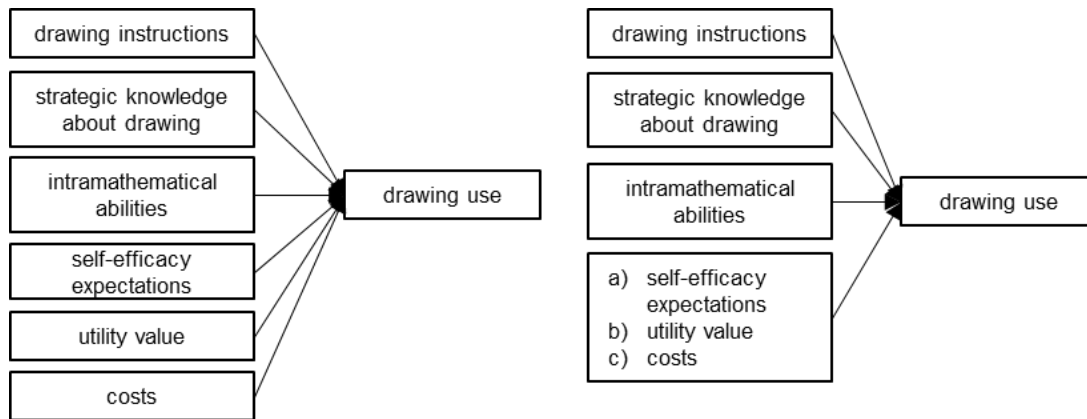 drawing instructions
strategic knowledge
about drawing
intramathematical
abilities
self-efficacy
expectations
utility value
costs
drawing use
drawing instructions
strategic knowledge
about drawing
intramathematical
abilities
a) self-efficacy
expectations
b) utility value
c) costs
drawing use